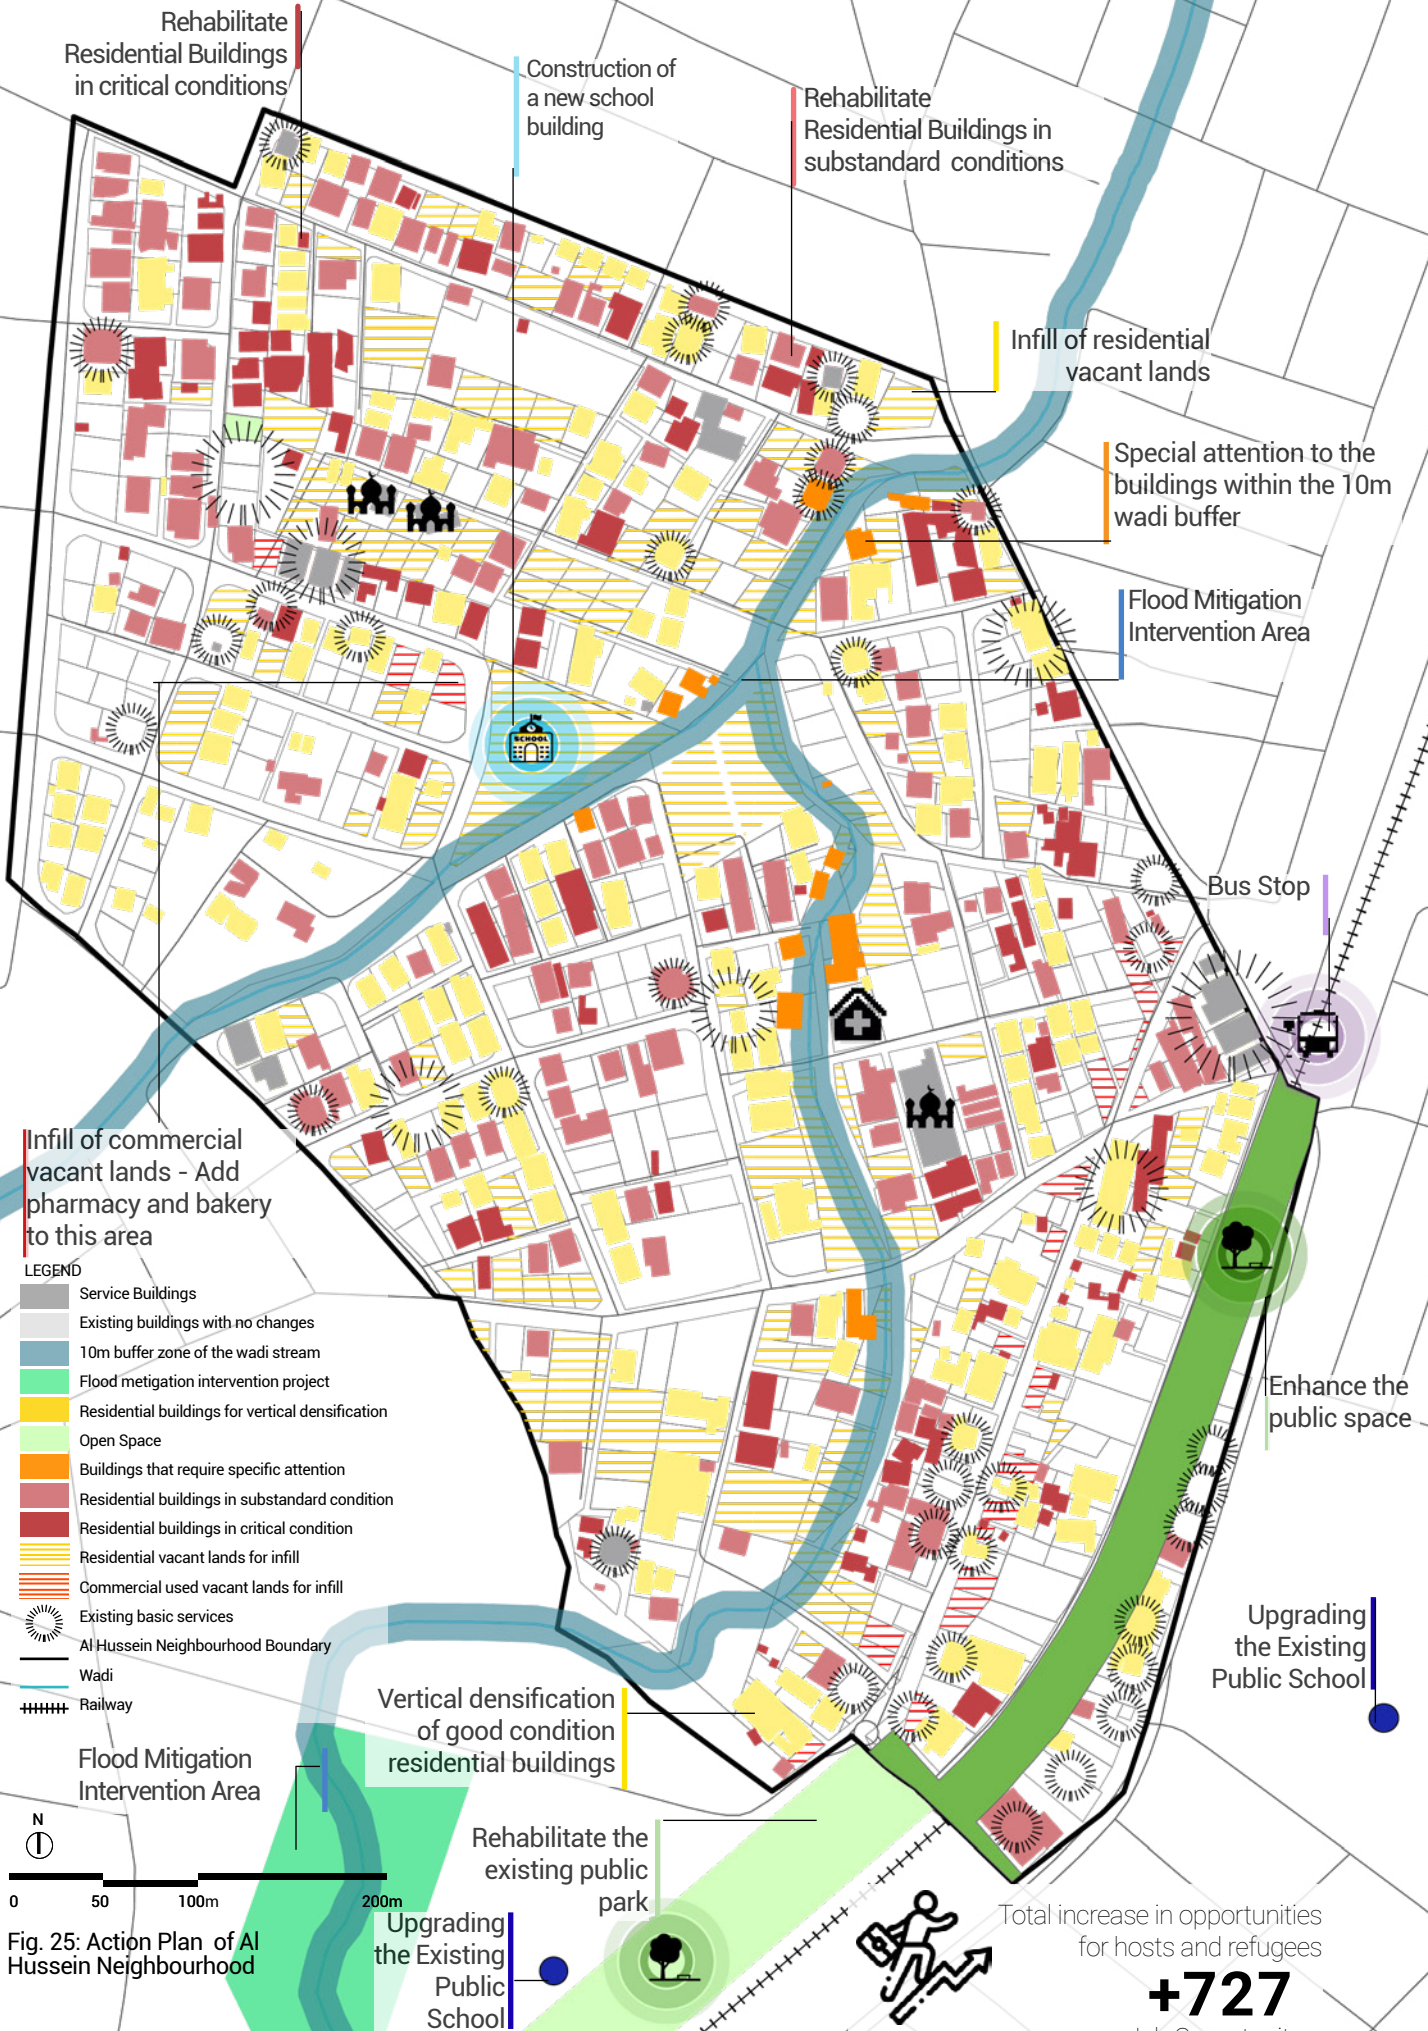 Rehabilitate
Residential Buildings
in critical conditions
Construction of
a new school
building
Rehabilitate
Residential Buildings in
substandard conditions
Infill of residential
vacant lands
Special attention to the
buildings within the 10m
wadi buffer
Flood Mitigation
Intervention Area
SCHOOL
Bus Stop
Infill of commercial
vacant lands - Add
pharmacy and bakery
to this area
LEGEND
Service Buildings
Existing buildings with no changes
10m buffer zone of the wadi stream
Flood metigation intervention project
Residential buildings for vertical densification
Open Space
Buildings that require specific attention
Residential buildings in substandard condition
Residential buildings in critical condition
Residential vacant lands for infill
Commercial used vacant lands for infill
Existing basic services
Al Hussein Neighbourhood Boundary
Wadi
Railway
Enhance the
public space
Upgrading
the Existing
Public School
Vertical densification
of good condition
residential buildings
Flood Mitigation
Intervention Area
N
0 50 100m 200m
Fig. 25: Action Plan of Al
Hussein Neighbourhood
Rehabilitate the
existing public
park
Upgrading
the Existing
Public
School
Total increase in opportunities
for hosts and refugees
+727